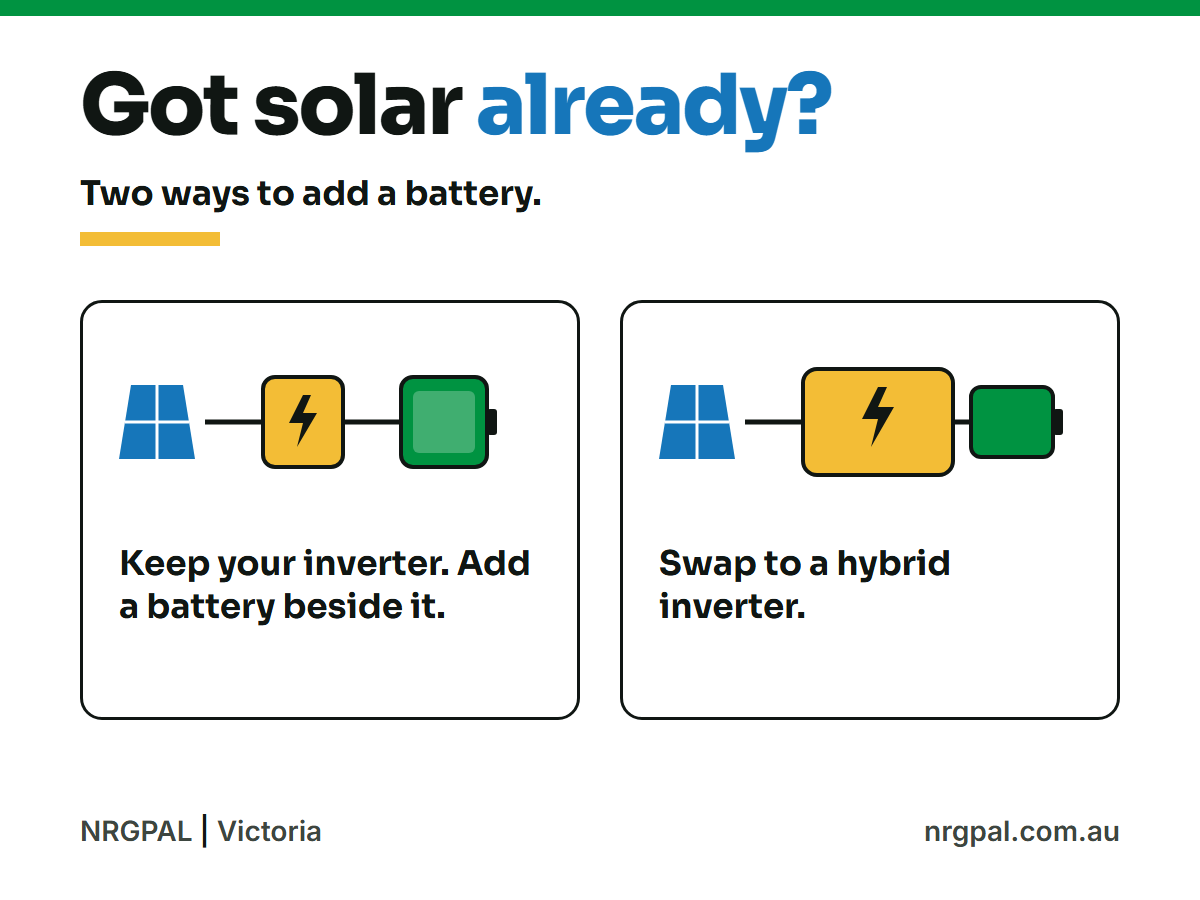 Got solar already?
Two ways to add a battery.
Keep your inverter. Add
a battery beside it.
Swap to a hybrid
inverter.
NRGPAL | Victoria
nrgpal.com.au